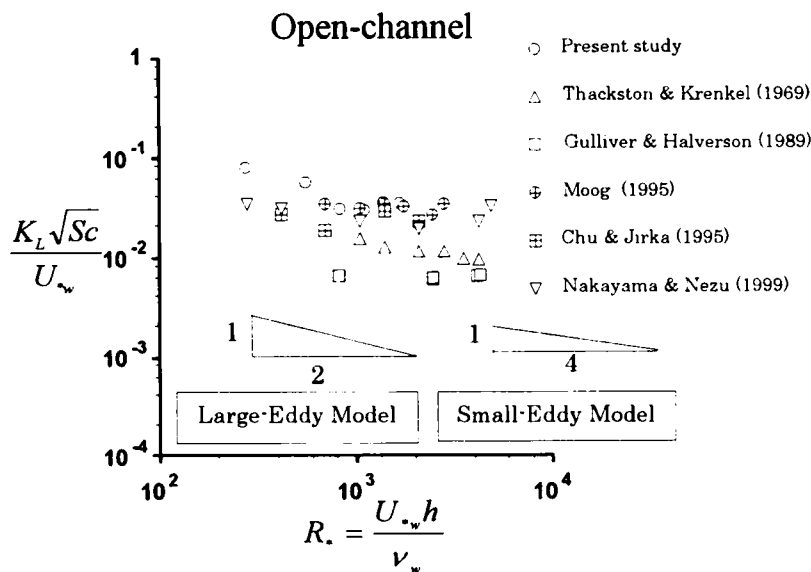 Open-channel
1
10^-1
10^-2
10^-3
10^-4
K_L √Sc
U_*w
Present study
Thackston & Krenkel (1969)
Gulliver & Halverson (1989)
Moog (1995)
Chu & Jirka (1995)
Nakayama & Nezu (1999)
1
2
1
4
Large-Eddy Model
Small-Eddy Model
10^2
10^3
10^4
R_* = U_*w h
ν_w